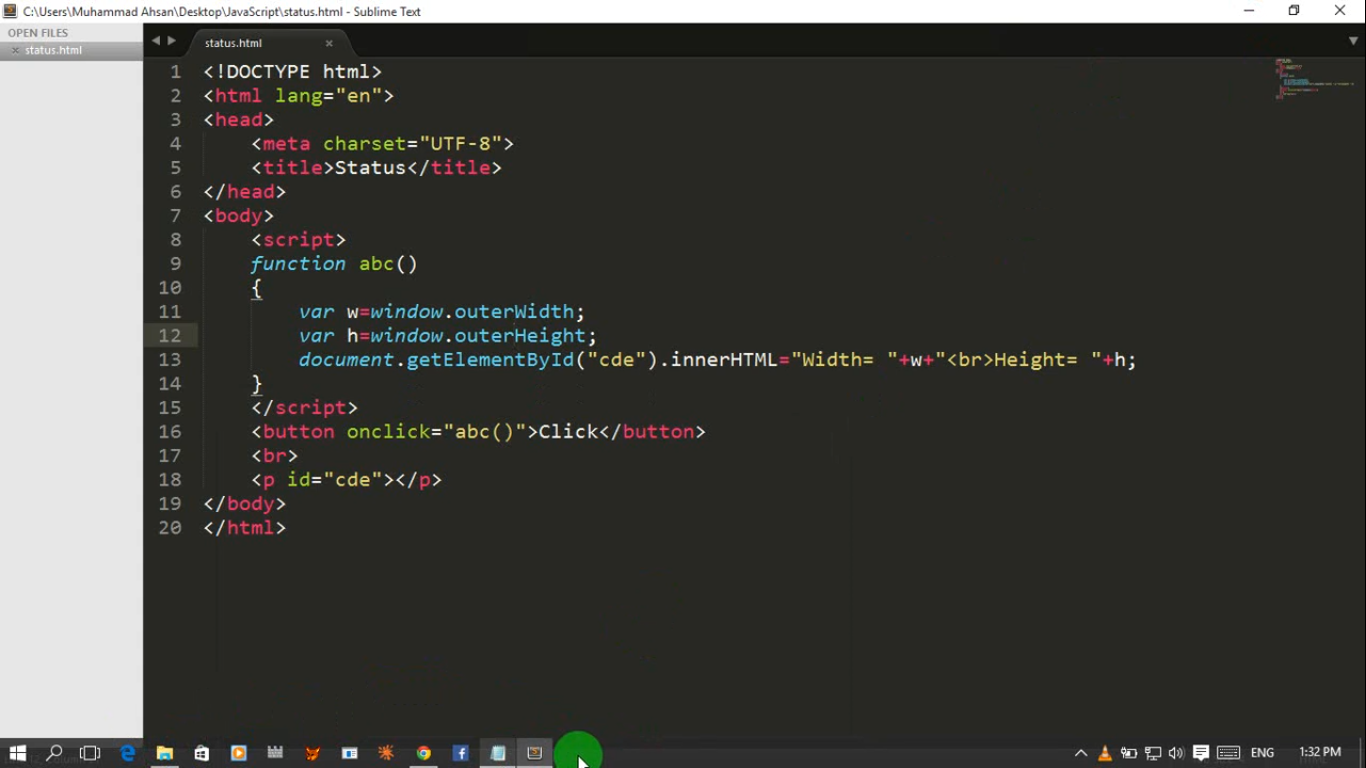 C:\Users\Muhammad Ahsan\Desktop\JavaScript\status.html - Sublime Text
OPEN FILES
status.html
status.html
1 <!DOCTYPE html>
2 <html lang="en">
3 <head>
4     <meta charset="UTF-8">
5     <title>Status</title>
6 </head>
7 <body>
8     <script>
9     function abc()
10     {
11         var w=window.outerWidth;
12         var h=window.outerHeight;
13         document.getElementById("cde").innerHTML="Width= "+w+"<br>Height= "+h;
14     }
15     </script>
16     <button onclick="abc()">Click</button>
17     <br>
18     <p id="cde"></p>
19 </body>
20 </html>
ENG
1:32 PM